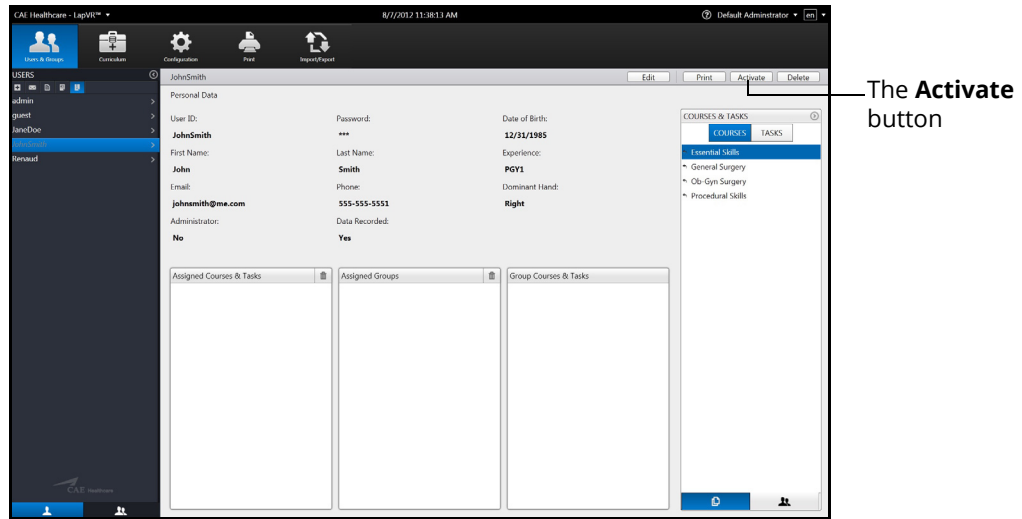 CAE Healthcare - LapVR™
8/7/2012 11:38:13 AM
Default Adminstrator
en
Users & Groups
Curriculum
Configuration
Print
Import/Export
USERS
admin
guest
JaneDoe
JohnSmith
Renaud
CAE Healthcare
JohnSmith
Edit
Print
Activate
Delete
Personal Data
User ID:
Password:
Date of Birth:
JohnSmith
***
12/31/1985
First Name:
Last Name:
Experience:
John
Smith
PGY1
Email:
Phone:
Dominant Hand:
johnsmith@me.com
555-555-5551
Right
Administrator:
Data Recorded:
No
Yes
Assigned Courses & Tasks
Assigned Groups
Group Courses & Tasks
COURSES & TASKS
COURSES
TASKS
Essential Skills
General Surgery
Ob-Gyn Surgery
Procedural Skills
The Activate
button